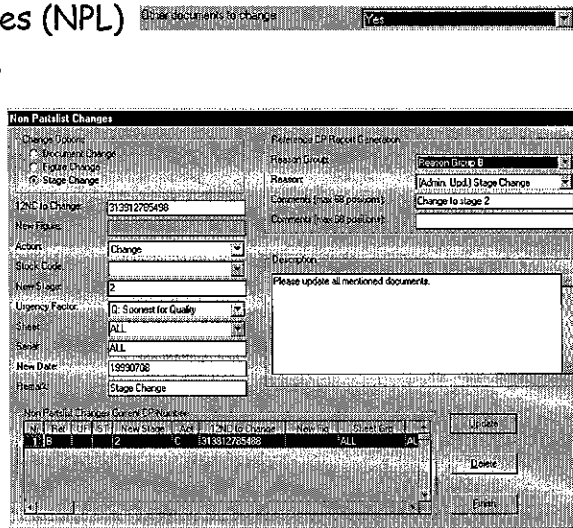 es (NPL)
Other documents to change Yes
Non Partslist Changes
Change Options
Document Change
Figure Change
Stage Change
12NC to Change: 313912785498
New Figure:
Action: Change
Stock Code:
New Stage: 2
Urgency Factor: Q: Soonest for Quality
Sheet: ALL
Serie: ALL
New Date: 19990708
Remark: Stage Change
Reference CP Report Generation
Reason Group: Reason Group B
Reason: (Admin. Upd.) Stage Change
Comments (max 68 positions): Change to stage 2
Comments (max 68 positions):
Description
Please update all mentioned documents.
Non Partslist Changes Current CP Number
Nr Ref UF ST New Stage Act 12NC to Change New Fig Sheet Grp
1 B 2 C 313912785498 ALL AL
Update
Delete
Finish